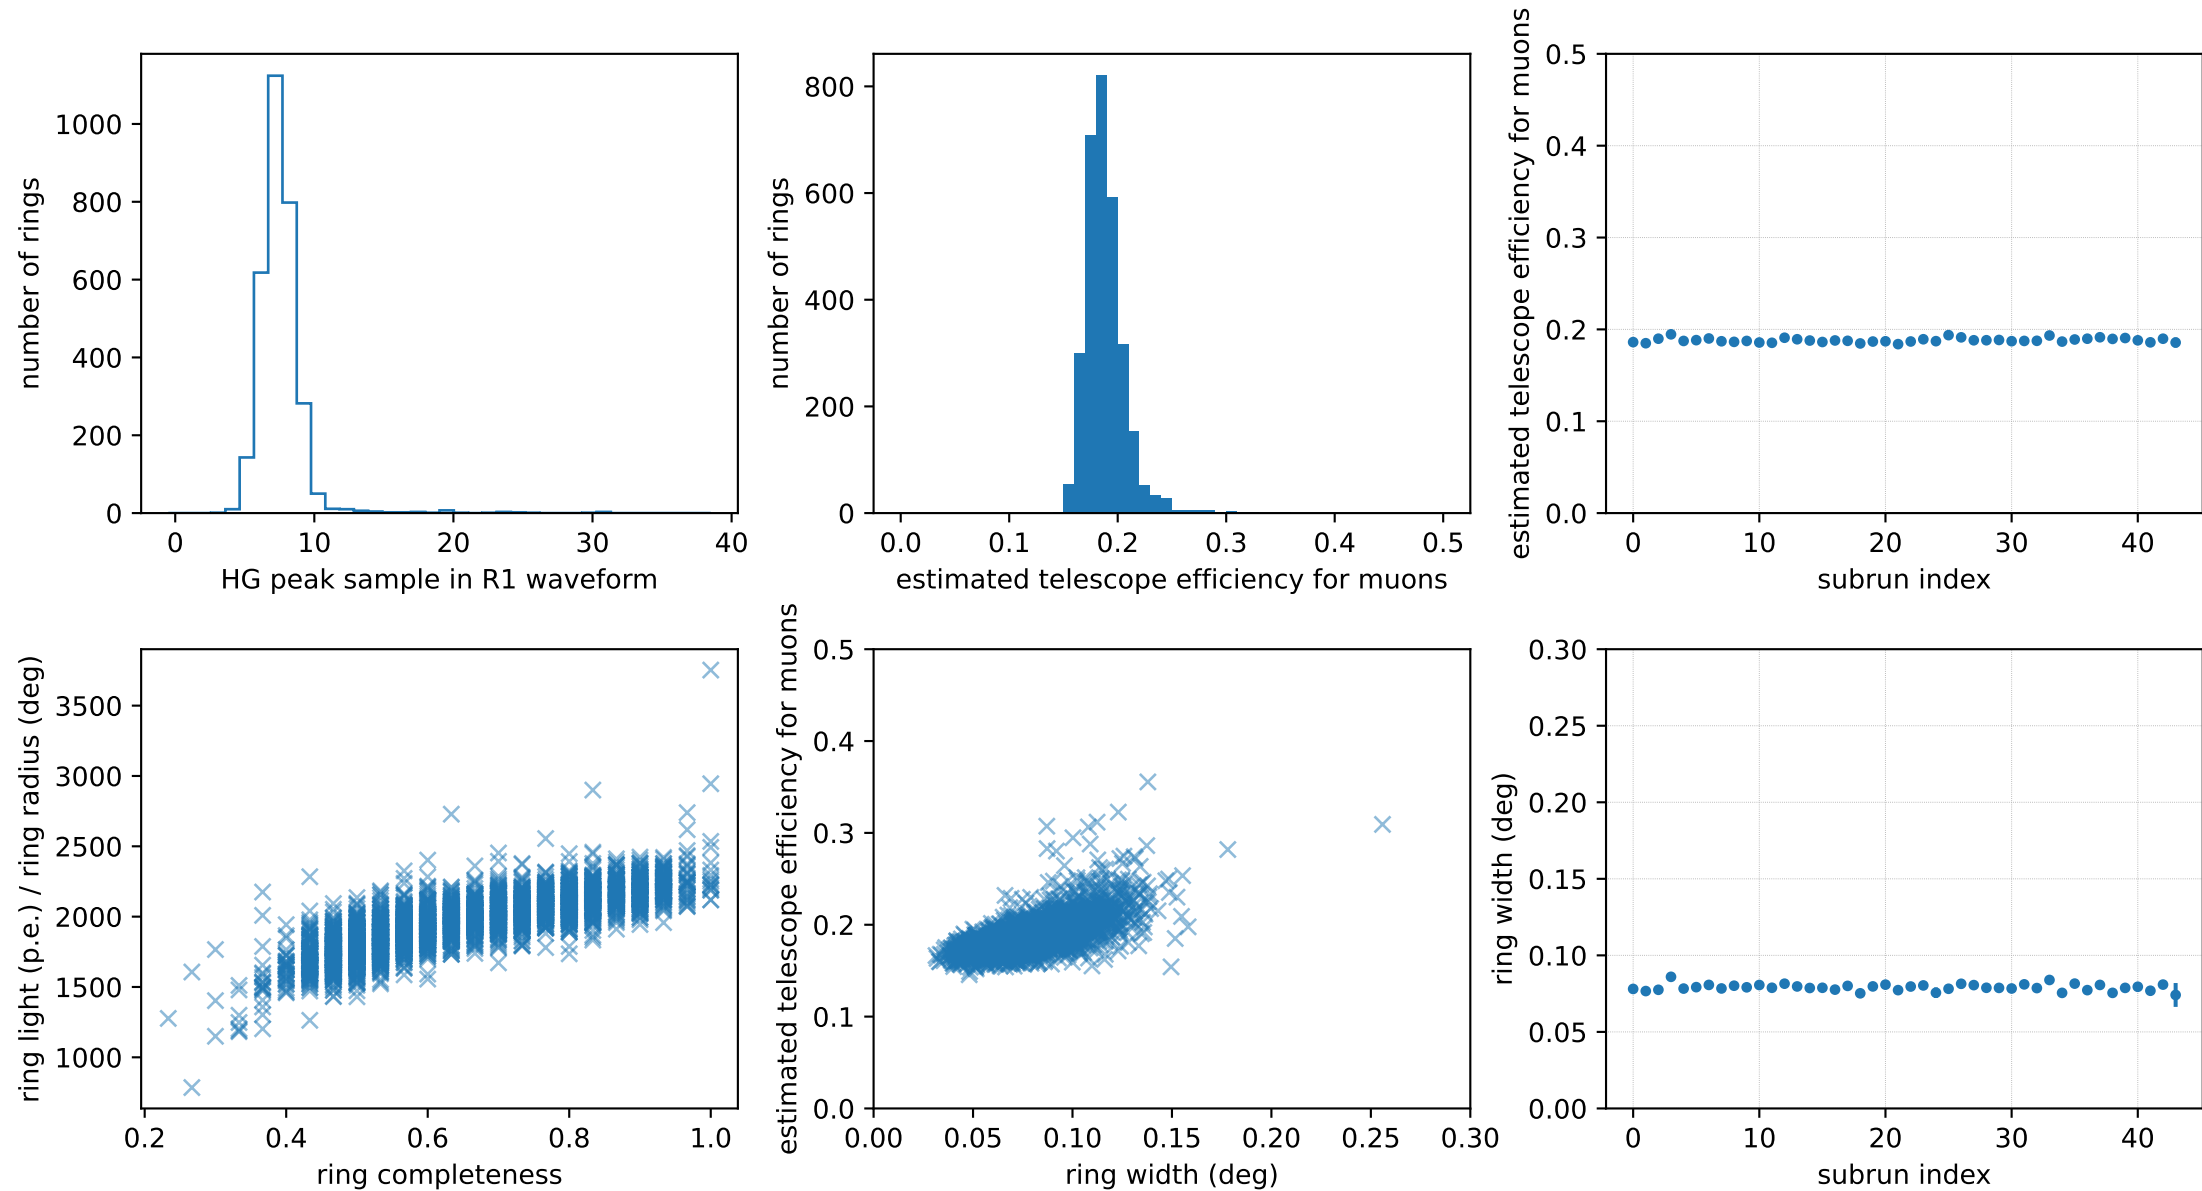 number of rings
1000
800
600
400
200
0
0 10 20 30 40
HG peak sample in R1 waveform
number of rings
800
600
400
200
0
0.0 0.1 0.2 0.3 0.4 0.5
estimated telescope efficiency for muons
estimated telescope efficiency for muons
0.5
0.4
0.3
0.2
0.1
0.0
0 10 20 30 40
subrun index
ring light (p.e.) / ring radius (deg)
3500
3000
2500
2000
1500
1000
0.2 0.4 0.6 0.8 1.0
ring completeness
estimated telescope efficiency for muons
0.5
0.4
0.3
0.2
0.1
0.0
0.00 0.05 0.10 0.15 0.20 0.25 0.30
ring width (deg)
ring width (deg)
0.30
0.25
0.20
0.15
0.10
0.05
0.00
0 10 20 30 40
subrun index